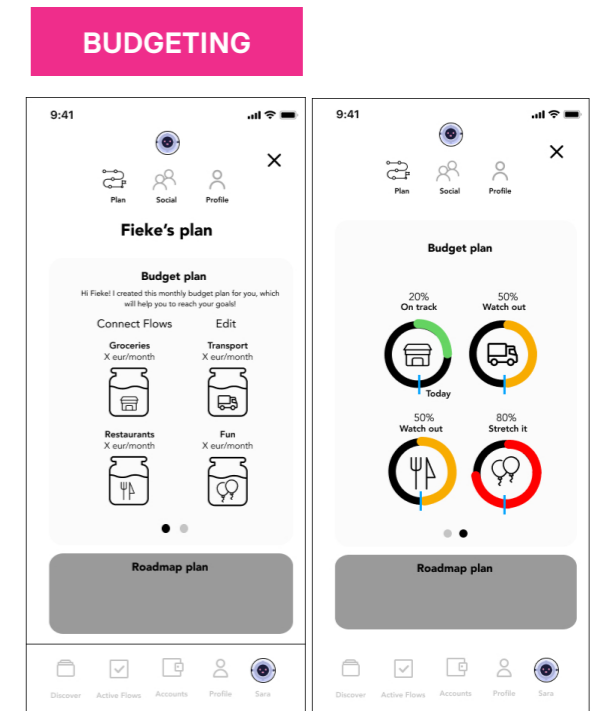 BUDGETING
9:41
Plan Social Profile
Fieke's plan
Budget plan
Hi Fieke! I created this monthly budget plan for you, which
will help you to reach your goals!
Connect Flows Edit
Groceries Transport
X eur/month X eur/month
Restaurants Fun
X eur/month X eur/month
Roadmap plan
Discover Active Flows Accounts Profile Sara
9:41
Plan Social Profile
Budget plan
20% 50%
On track Watch out
Today
50% 80%
Watch out Stretch it
Roadmap plan
Discover Active Flows Accounts Profile Sara